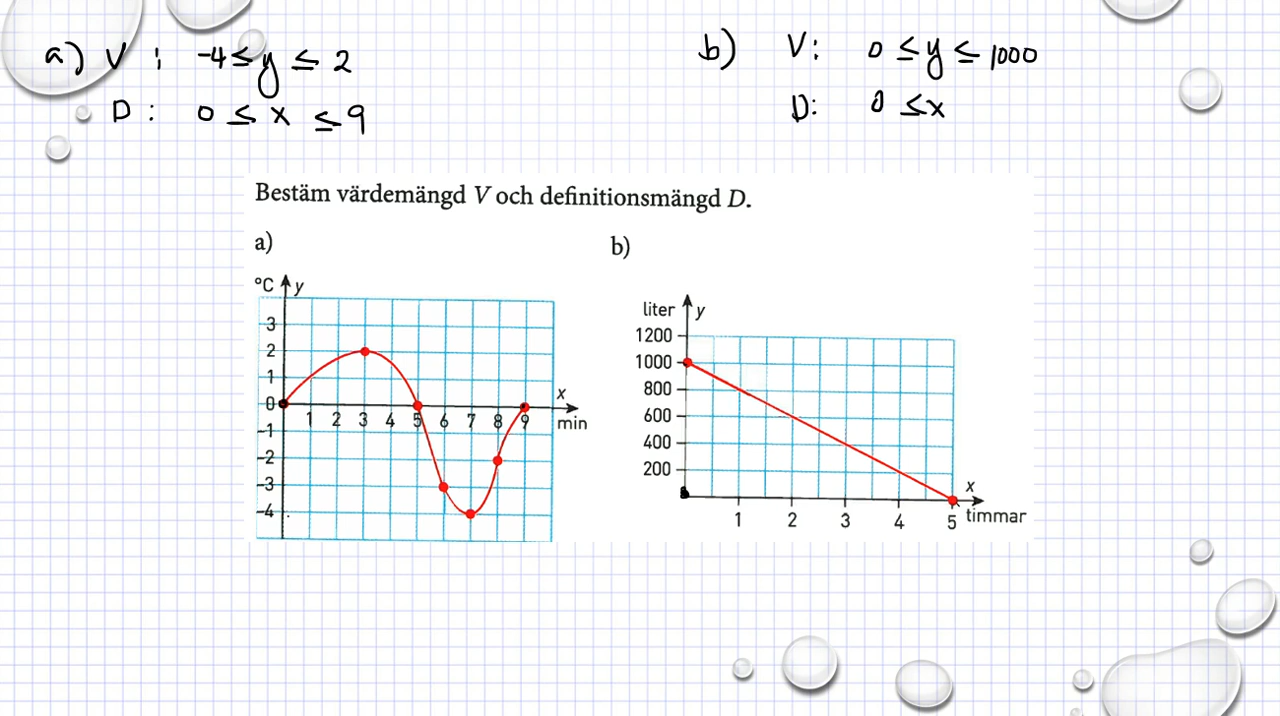 a) V : -4 ≤ y ≤ 2
D : 0 ≤ x ≤ 9
b) V: 0 ≤ y ≤ 1000
D: 0 ≤ x
Bestäm värdemängd V och definitionsmängd D.
a)
b)
°C y
3
2
1
0
-1
-2
-3
-4
1 2 3 4 5 6 7 8 9
x
min
liter y
1200
1000
800
600
400
200
1 2 3 4 5
x
timmar